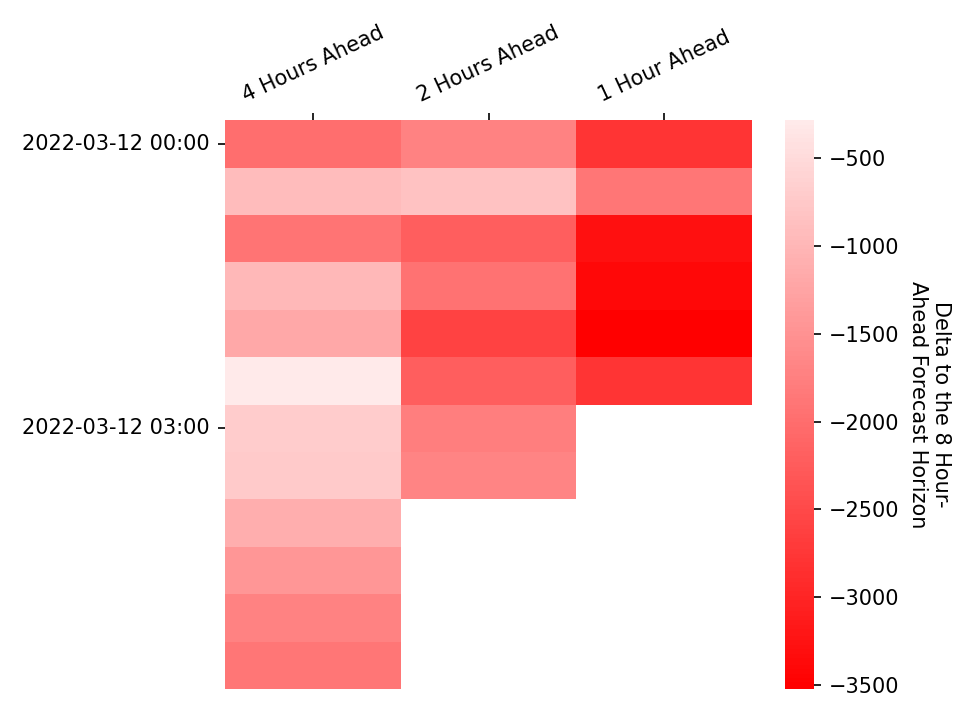 4 Hours Ahead
2 Hours Ahead
1 Hour Ahead
2022-03-12 00:00
2022-03-12 03:00
−500
−1000
−1500
−2000
−2500
−3000
−3500
Delta to the 8 Hour-
Ahead Forecast Horizon